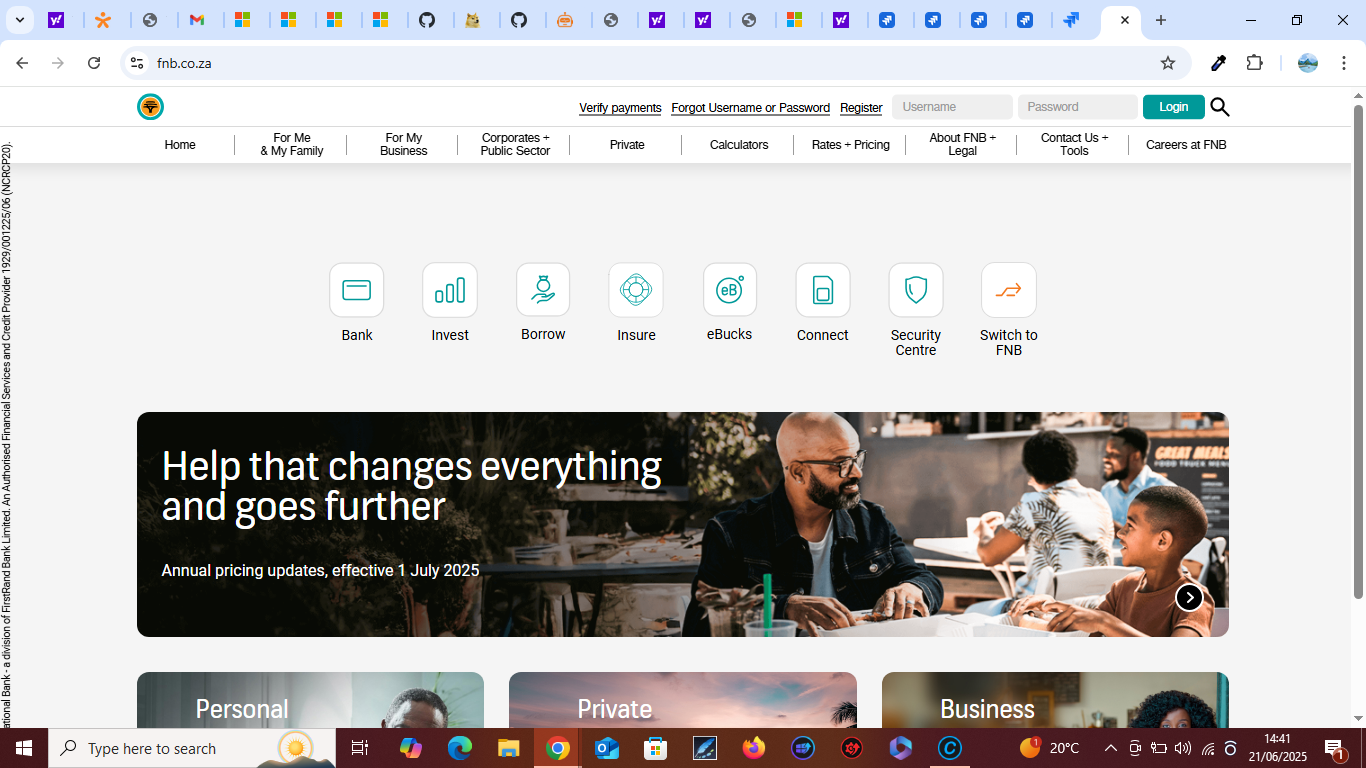 fnb.co.za
Verify payments
Forgot Username or Password
Register
Username
Password
Login
Home
For Me
& My Family
For My
Business
Corporates +
Public Sector
Private
Calculators
Rates + Pricing
About FNB +
Legal
Contact Us +
Tools
Careers at FNB
ational Bank - a division of FirstRand Bank Limited. An Authorised Financial Services and Credit Provider 1929/001225/06 (NCRCP20).
eB
Bank
Invest
Borrow
Insure
eBucks
Connect
Security
Centre
Switch to
FNB
Help that changes everything
and goes further
Annual pricing updates, effective 1 July 2025
GREAT MEALS
FOOD TRUCK MENU
Personal
Private
Business
Type here to search
1
20°C
14:41
21/06/2025
1